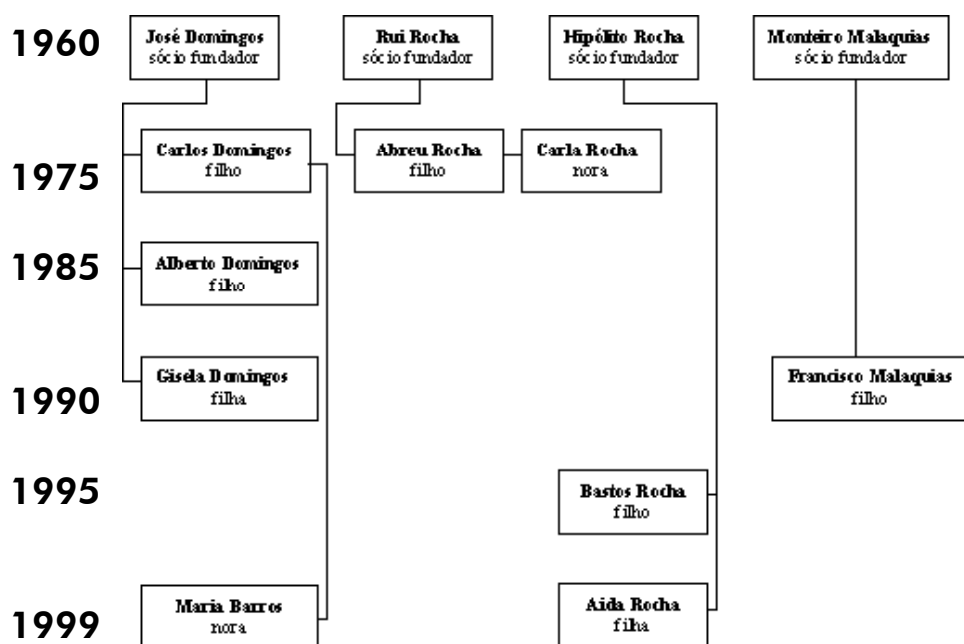 1960
José Domingos
sócio fundador
Rui Rocha
sócio fundador
Hipólito Rocha
sócio fundador
Monteiro Malaquias
sócio fundador
1975
Carlos Domingos
filho
Abreu Rocha
filho
Carla Rocha
nora
1985
Alberto Domingos
filho
1990
Gisela Domingos
filha
Francisco Malaquias
filho
1995
Bastos Rocha
filho
1999
Maria Barros
nora
Aida Rocha
filha